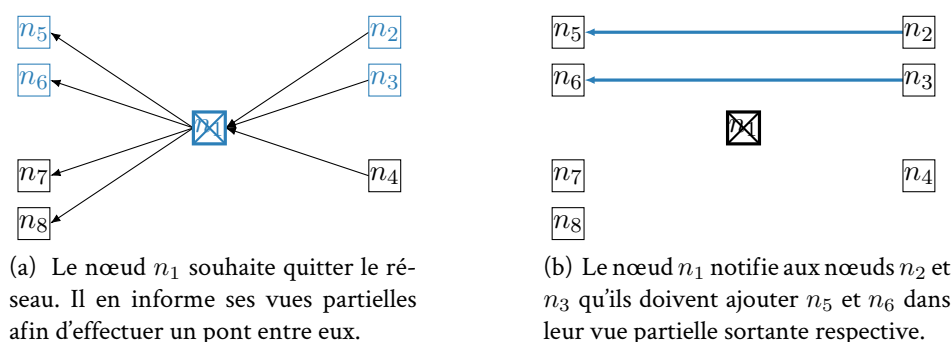 n5
n2
n6
n3
n1
n7
n4
n8
(a) Le nœud n1 souhaite quitter le ré-
seau. Il en informe ses vues partielles
afin d'effectuer un pont entre eux.
n5
n2
n6
n3
n1
n7
n4
n8
(b) Le nœud n1 notifie aux nœuds n2 et
n3 qu'ils doivent ajouter n5 et n6 dans
leur vue partielle sortante respective.